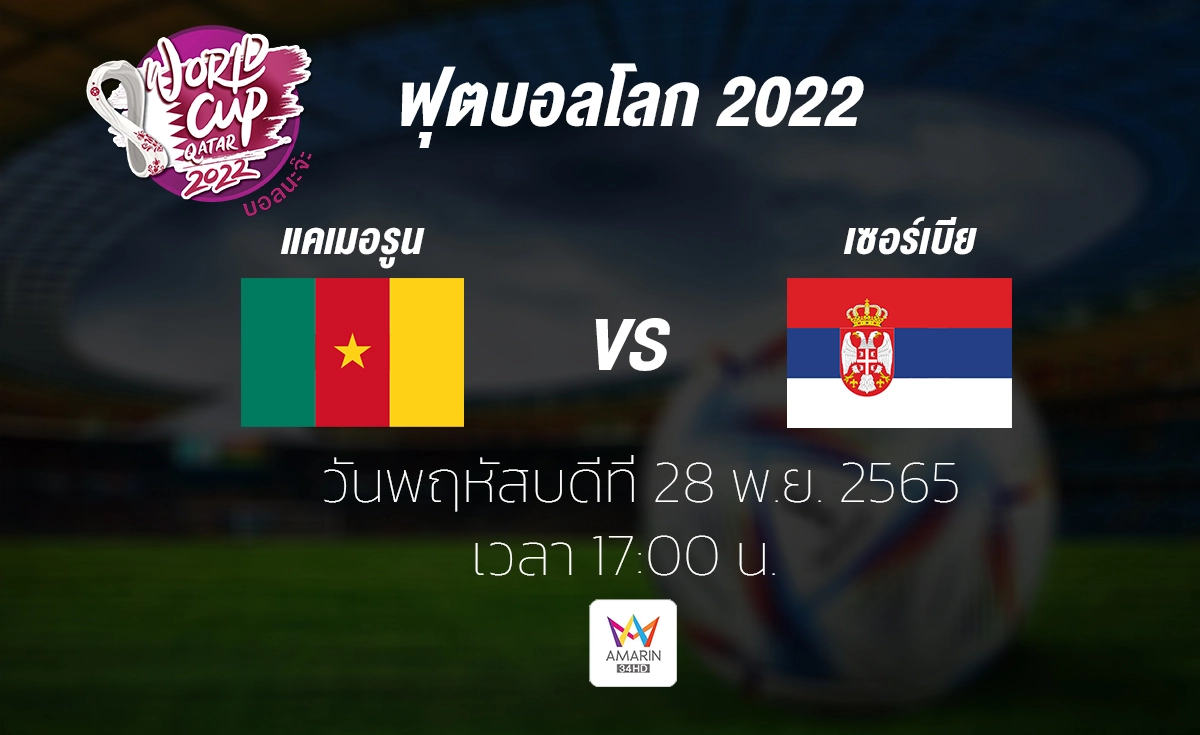 WORLD
CUP
QATAR
2022
บอลนะจ๊ะ
ฟุตบอลโลก 2022
แคเมอรูน
เซอร์เบีย
VS
วันพฤหัสบดีที่ 28 พ.ย. 2565
เวลา 17:00 น.
AMARIN
34HD